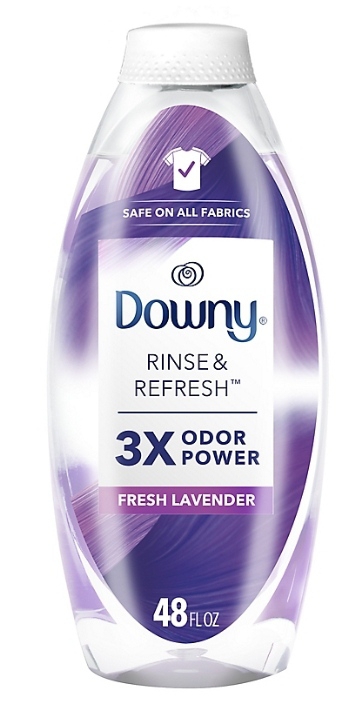 SAFE ON ALL FABRICS
Downy®
RINSE &
REFRESH™
3X ODOR
POWER
FRESH LAVENDER
48 FL OZ